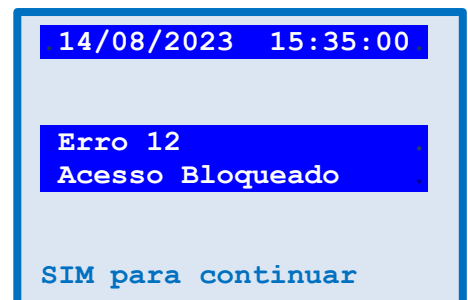 14/08/2023 15:35:00
Erro 12
Acesso Bloqueado
SIM para continuar